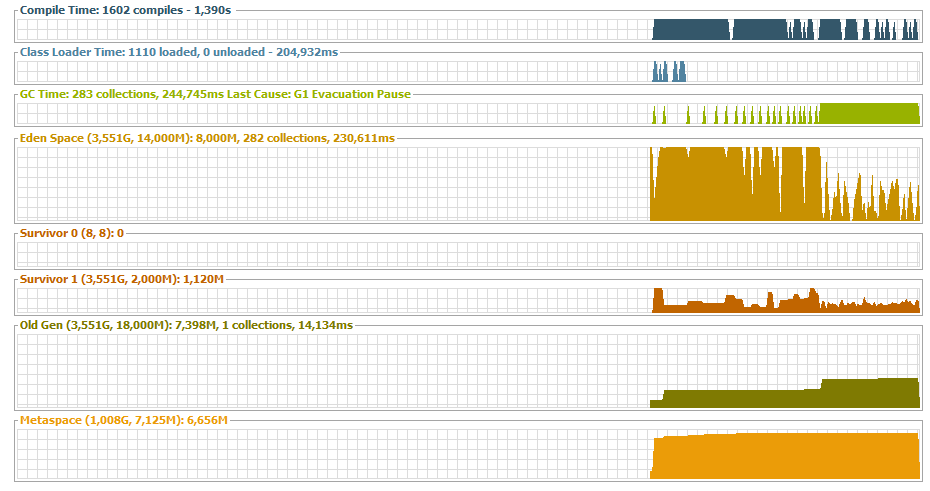 Compile Time: 1602 compiles - 1,390s
Class Loader Time: 1110 loaded, 0 unloaded - 204,932ms
GC Time: 283 collections, 244,745ms Last Cause: G1 Evacuation Pause
Eden Space (3,551G, 14,000M): 8,000M, 282 collections, 230,611ms
Survivor 0 (8, 8): 0
Survivor 1 (3,551G, 2,000M): 1,120M
Old Gen (3,551G, 18,000M): 7,398M, 1 collections, 14,134ms
Metaspace (1,008G, 7,125M): 6,656M